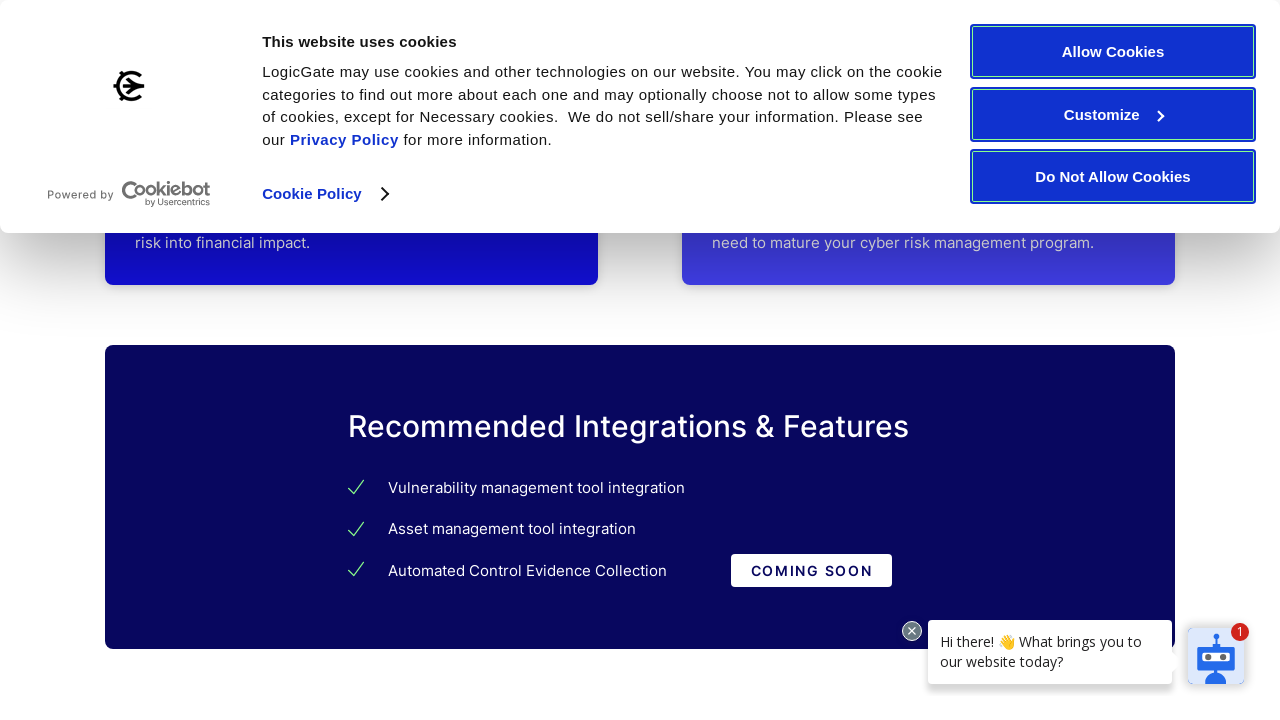 This website uses cookies
LogicGate may use cookies and other technologies on our website. You may click on the cookie
categories to find out more about each one and may optionally choose not to allow some types
of cookies, except for Necessary cookies.  We do not sell/share your information. Please see
our Privacy Policy for more information.
Cookie Policy
Powered by Cookiebot
by Usercentrics
Allow Cookies
Customize
Do Not Allow Cookies
risk into financial impact.
need to mature your cyber risk management program.
Recommended Integrations & Features
Vulnerability management tool integration
Asset management tool integration
Automated Control Evidence Collection
COMING SOON
Hi there! 👋 What brings you to
our website today?
1